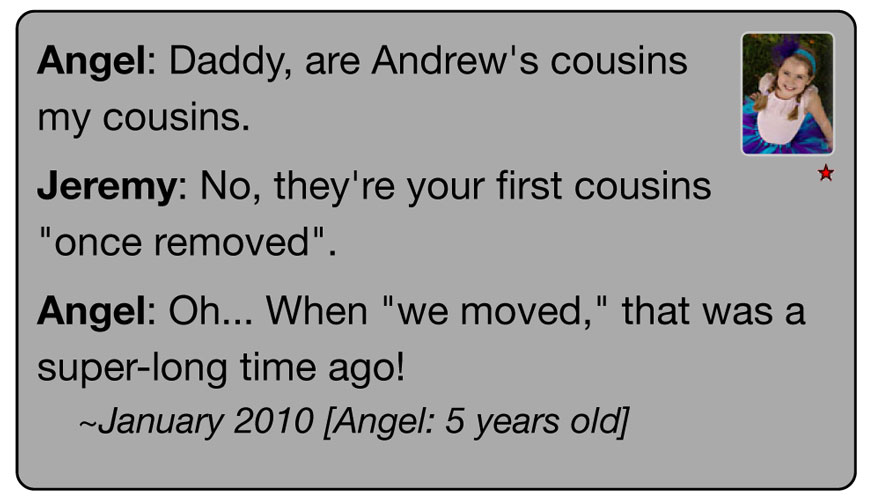 Angel: Daddy, are Andrew's cousins
my cousins.
Jeremy: No, they're your first cousins
"once removed".
Angel: Oh... When "we moved," that was a
super-long time ago!
~January 2010 [Angel: 5 years old]